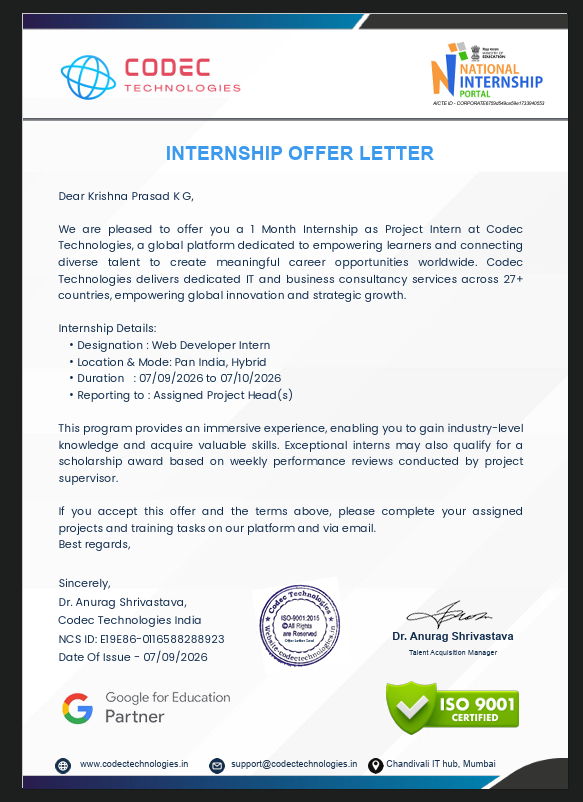 CODEC
TECHNOLOGIES
MINISTRY OF
EDUCATION
NATIONAL
INTERNSHIP
PORTAL
INTERNSHIP OFFER LETTER
Dear Krishna Prasad K G,
We are pleased to offer you a 1 Month Internship as Project Intern at Codec
Technologies, a global platform dedicated to empowering learners and connecting
diverse talent to create meaningful career opportunities worldwide. Codec
Technologies delivers dedicated IT and business consultancy services across 27+
countries, empowering global innovation and strategic growth.
Internship Details:
• Designation : Web Developer Intern
• Location & Mode: Pan India, Hybrid
• Duration : 07/09/2026 to 07/10/2026
• Reporting to : Assigned Project Head(s)
This program provides an immersive experience, enabling you to gain industry-level
knowledge and acquire valuable skills. Exceptional interns may also qualify for a
scholarship award based on weekly performance reviews conducted by project
supervisor.
If you accept this offer and the terms above, please complete your assigned
projects and training tasks on our platform and via email.
Best regards,
Sincerely,
Dr. Anurag Shrivastava,
Codec Technologies India
NCS ID: E19E86-0116588288923
Date Of Issue - 07/09/2026
Codec Technologies
ISO-9001:2015
©All Rights
are Reserved
Offer Letter Seal
Website-codectechnologies.in
Dr. Anurag Shrivastava
Talent Acquisition Manager
Google for Education
Partner
ISO 9001
CERTIFIED
www.codectechnologies.in
support@codectechnologies.in
Chandivali IT hub, Mumbai